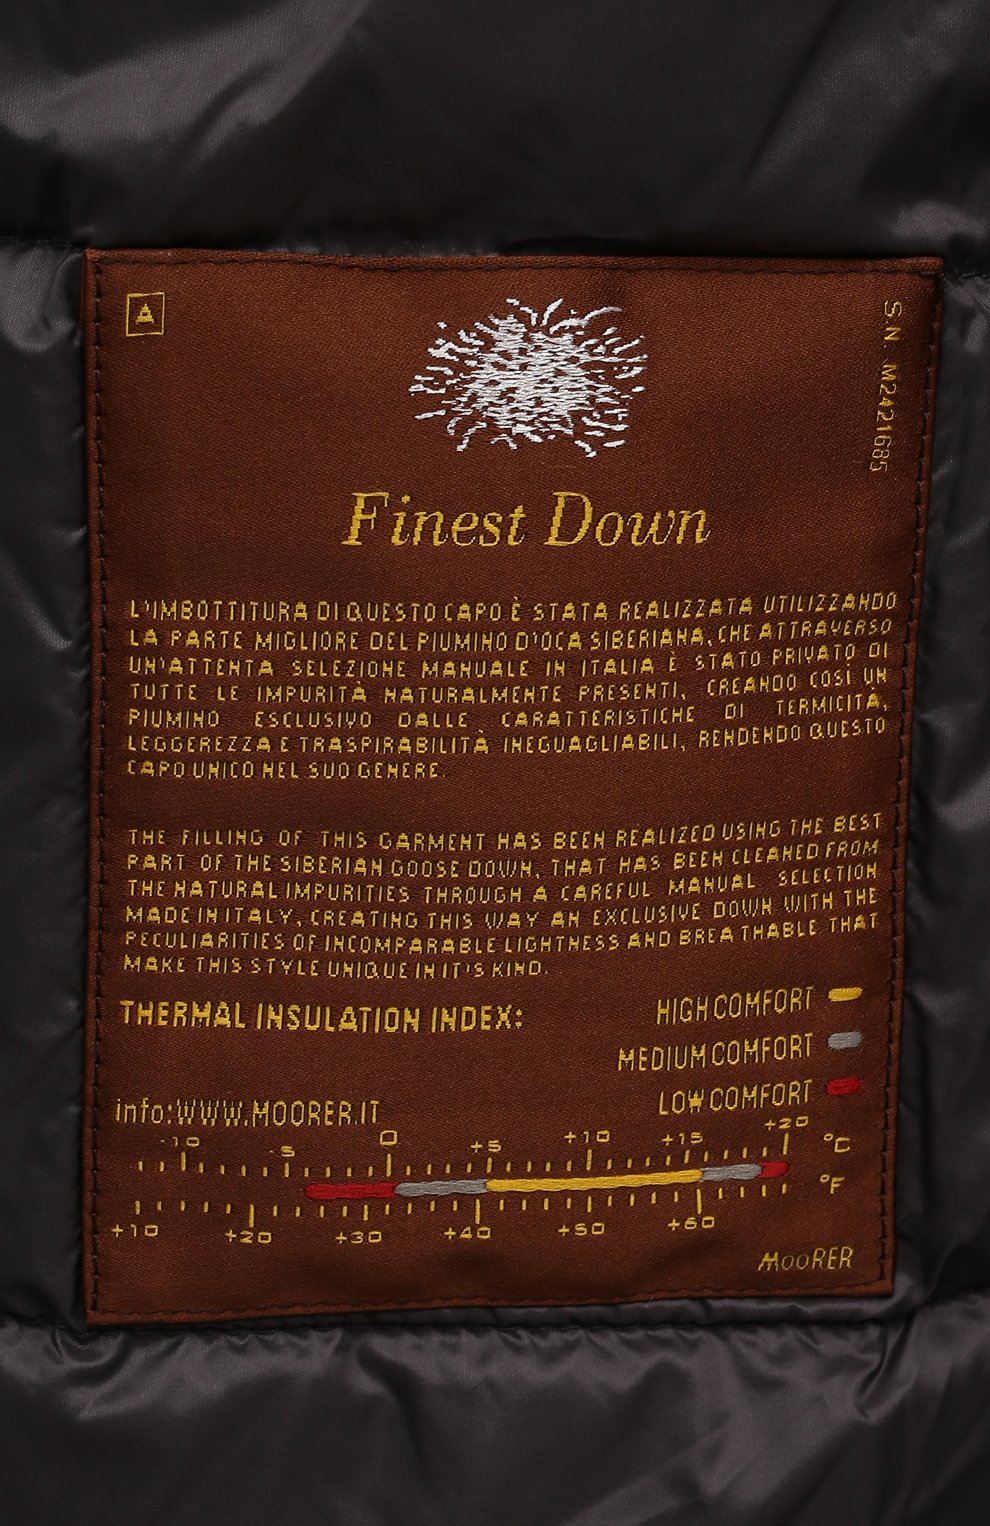 A
S N M2421685
Finest Down
L'IMBOTTITURA DI QUESTO CAPO È STATA REALIZZATA UTILIZZANDO
LA PARTE MIGLIORE DEL PIUMINO D'OCA SIBERIANA, CHE ATTRAVERSO
UN'ATTENTA SELEZIONE MANUALE IN ITALIA È STATO PRIVATO DI
TUTTE LE IMPURITÀ NATURALMENTE PRESENTI, CREANDO COSÌ UN
PIUMINO ESCLUSIVO DALLE CARATTERISTICHE DI TERMICITÀ,
LEGGEREZZA E TRASPIRABILITÀ INEGUAGLIABILI, RENDENDO QUESTO
CAPO UNICO NEL SUO GENERE.
THE FILLING OF THIS GARMENT HAS BEEN REALIZED USING THE BEST
PART OF THE SIBERIAN GOOSE DOWN, THAT HAS BEEN CLEANED FROM
THE NATURAL IMPURITIES THROUGH A CAREFUL MANUAL SELECTION
MADE IN ITALY, CREATING THIS WAY AN EXCLUSIVE DOWN WITH THE
PECULIARITIES OF INCOMPARABLE LIGHTNESS AND BREATHABLE THAT
MAKE THIS STYLE UNIQUE IN IT'S KIND.
THERMAL INSULATION INDEX:
HIGH COMFORT
MEDIUM COMFORT
LOW COMFORT
info:WWW.MOORER.IT
-10 -5 0 +5 +10 +15 +20 °C
°F
+10 +20 +30 +40 +50 +60
MOORER